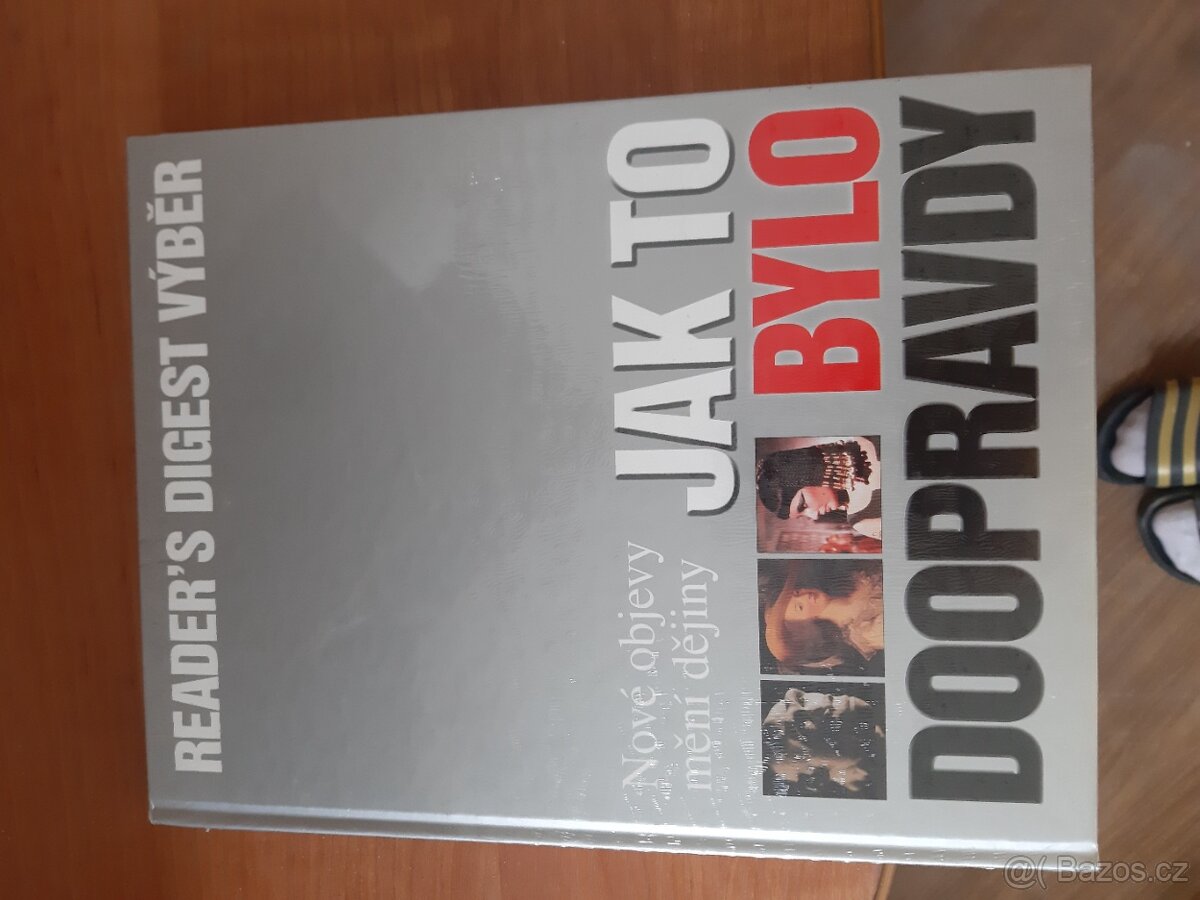 READER'S DIGEST VÝBĚR
Nové objevy
mění dějiny
JAK TO
BYLO
DOOPRAVDY
@( Bazos.cz